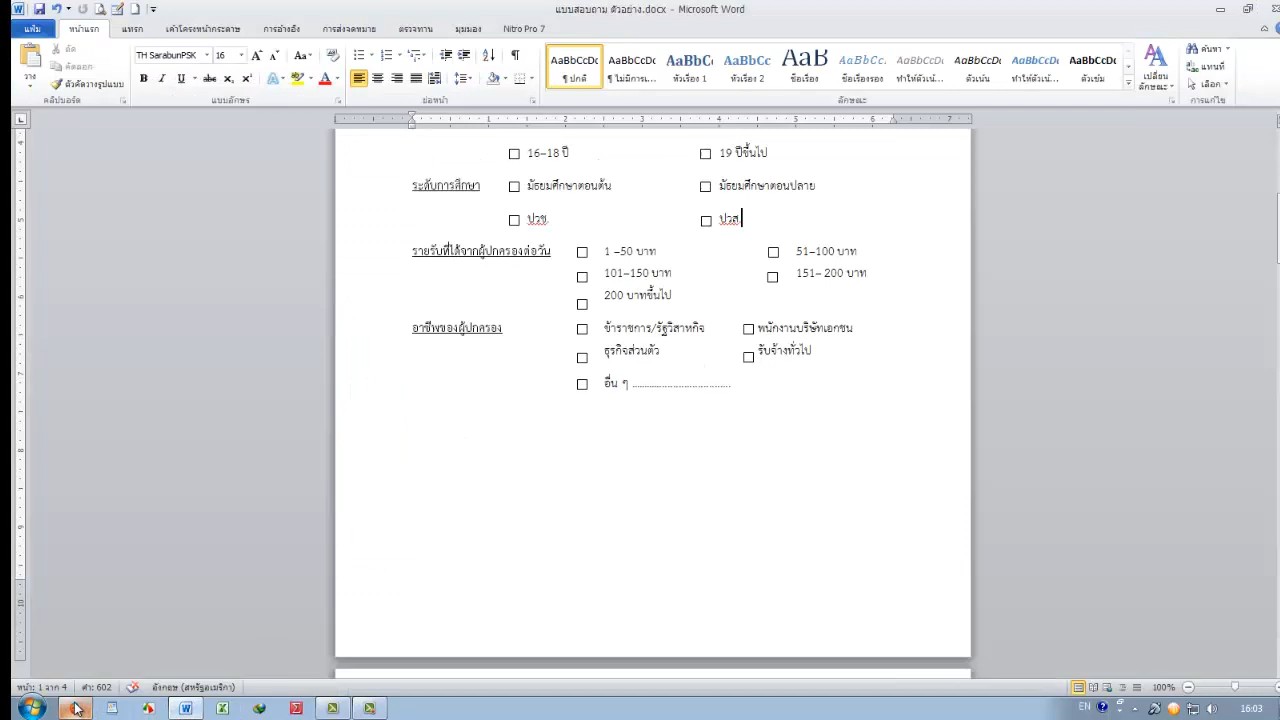 แบบสอบถาม ตัวอย่าง.docx - Microsoft Word
แฟ้ม หน้าแรก แทรก เค้าโครงหน้ากระดาษ การอ้างอิง การส่งจดหมาย ตรวจทาน มุมมอง Nitro Pro 7
วาง
ตัด
คัดลอก
ตัวคัดวางรูปแบบ
คลิปบอร์ด
TH SarabunPSK 16
แบบอักษร
ย่อหน้า
AaBbCcDc AaBbCcDc AaBbC AaBbCc AaB AaBbCc. AaBbCcDc AaBbCcDc AaBbCcDc AaBbCcDc
¶ ปกติ ¶ ไม่มีการเ... หัวเรื่อง 1 หัวเรื่อง 2 ชื่อเรื่อง ชื่อเรื่องรอง ทำให้ตัวเน้... ตัวเน้น ทำให้ตัวเน้... ตัวเข้ม
ลักษณะ
เปลี่ยน
ลักษณะ
ค้นหา
แทนที่
เลือก
การแก้ไข
1 2 3 4 5 6 7
16–18 ปี 19 ปีขึ้นไป
ระดับการศึกษา มัธยมศึกษาตอนต้น มัธยมศึกษาตอนปลาย
ปวช. ปวส.
รายรับที่ได้จากผู้ปกครองต่อวัน 1 –50 บาท 51–100 บาท
101–150 บาท 151– 200 บาท
200 บาทขึ้นไป
อาชีพของผู้ปกครอง ข้าราชการ/รัฐวิสาหกิจ พนักงานบริษัทเอกชน
ธุรกิจส่วนตัว รับจ้างทั่วไป
อื่น ๆ ..................................
หน้า: 1 จาก 4 คำ: 602 อังกฤษ (สหรัฐอเมริกา) 100%
EN 16:03